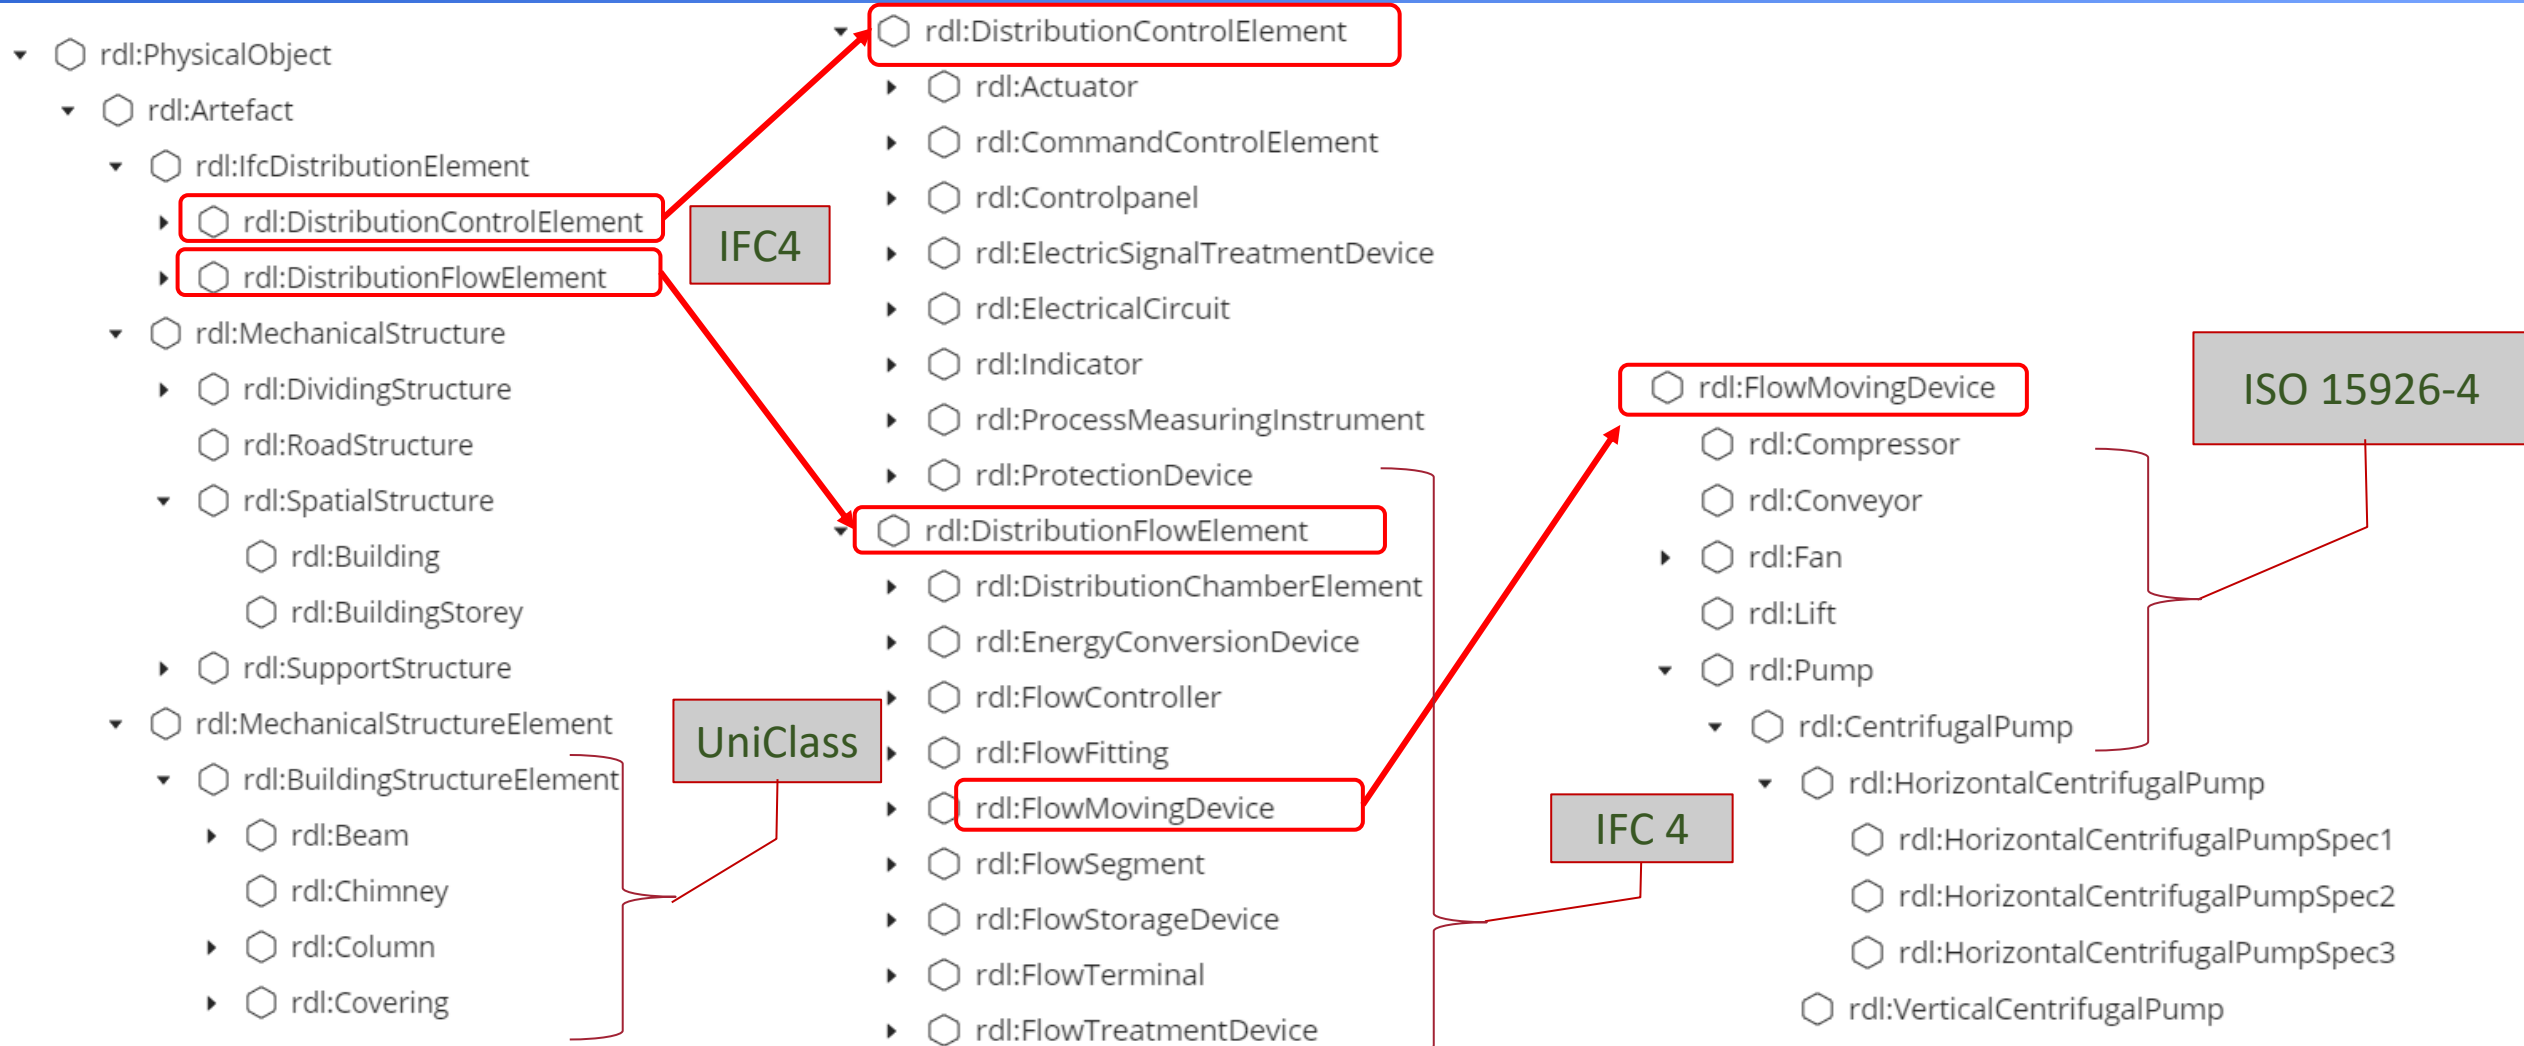 rdl:PhysicalObject
rdl:Artefact
rdl:IfcDistributionElement
rdl:DistributionControlElement
rdl:DistributionFlowElement
rdl:MechanicalStructure
rdl:DividingStructure
rdl:RoadStructure
rdl:SpatialStructure
rdl:Building
rdl:BuildingStorey
rdl:SupportStructure
rdl:MechanicalStructureElement
rdl:BuildingStructureElement
rdl:Beam
rdl:Chimney
rdl:Column
rdl:Covering
IFC4
UniClass
rdl:DistributionControlElement
rdl:Actuator
rdl:CommandControlElement
rdl:Controlpanel
rdl:ElectricSignalTreatmentDevice
rdl:ElectricalCircuit
rdl:Indicator
rdl:ProcessMeasuringInstrument
rdl:ProtectionDevice
rdl:DistributionFlowElement
rdl:DistributionChamberElement
rdl:EnergyConversionDevice
rdl:FlowController
rdl:FlowFitting
rdl:FlowMovingDevice
rdl:FlowSegment
rdl:FlowStorageDevice
rdl:FlowTerminal
rdl:FlowTreatmentDevice
IFC 4
rdl:FlowMovingDevice
rdl:Compressor
rdl:Conveyor
rdl:Fan
rdl:Lift
rdl:Pump
rdl:CentrifugalPump
rdl:HorizontalCentrifugalPump
rdl:HorizontalCentrifugalPumpSpec1
rdl:HorizontalCentrifugalPumpSpec2
rdl:HorizontalCentrifugalPumpSpec3
rdl:VerticalCentrifugalPump
ISO 15926-4